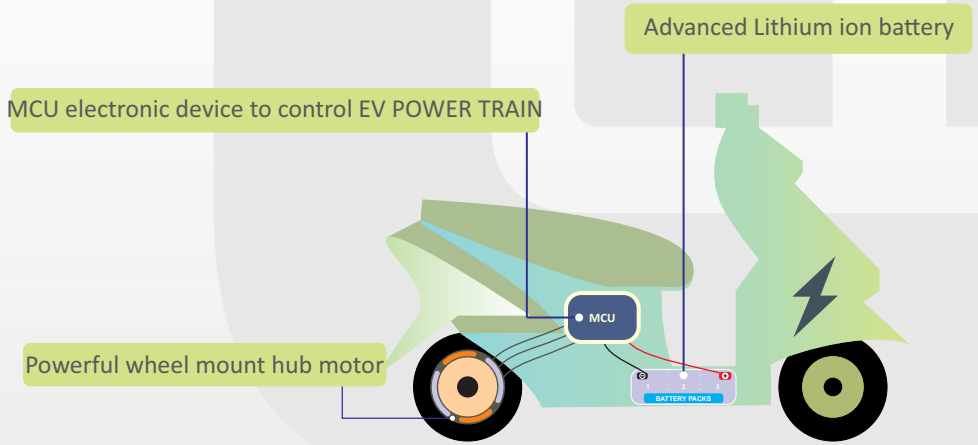 Advanced Lithium ion battery
MCU electronic device to control EV POWER TRAIN
MCU
Powerful wheel mount hub motor
1 2 3
BATTERY PACKS